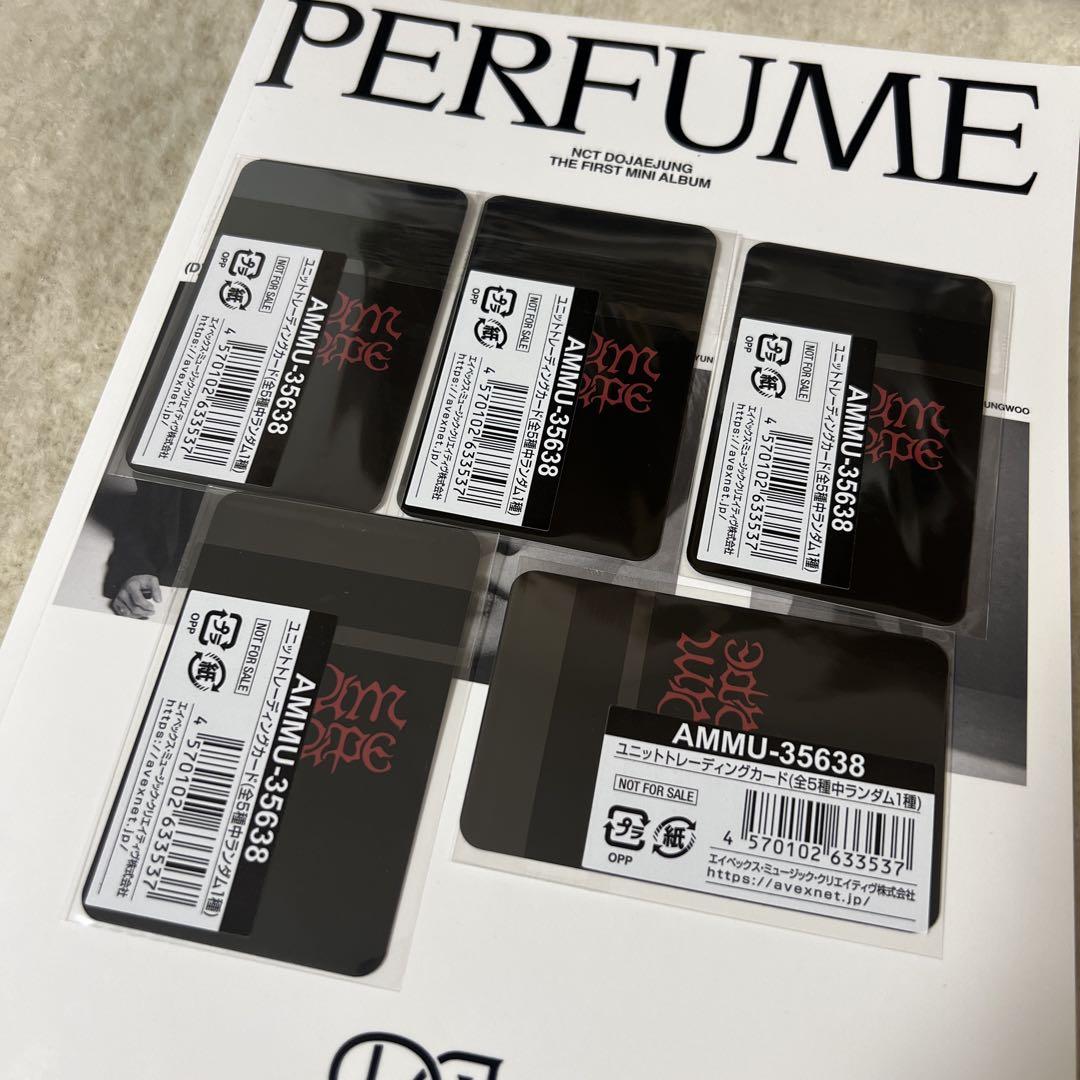 PERFUME
NCT DOJAEJUNG
THE FIRST MINI ALBUM
AMMU-35638
ユニットトレーディングカード(全5種中ランダム1種)
NOT FOR SALE
プラ
紙
OPP
4 570102 633537
エイベックス・ミュージック・クリエイティヴ株式会社
https://avexnet.jp/
AMMU-35638
ユニットトレーディングカード(全5種中ランダム1種)
NOT FOR SALE
プラ
紙
OPP
4 570102 633537
エイベックス・ミュージック・クリエイティヴ株式会社
https://avexnet.jp/
AMMU-35638
ユニットトレーディングカード(全5種中ランダム1種)
NOT FOR SALE
プラ
紙
OPP
4 570102 633537
エイベックス・ミュージック・クリエイティヴ株式会社
https://avexnet.jp/
YUN
UNGWOO
AMMU-35638
ユニットトレーディングカード(全5種中ランダム1種)
NOT FOR SALE
プラ
紙
OPP
4 570102 633537
エイベックス・ミュージック・クリエイティヴ株式会社
https://avexnet.jp/
AMMU-35638
ユニットトレーディングカード(全5種中ランダム1種)
NOT FOR SALE
プラ
紙
OPP
4 570102 633537
エイベックス・ミュージック・クリエイティヴ株式会社
https://avexnet.jp/